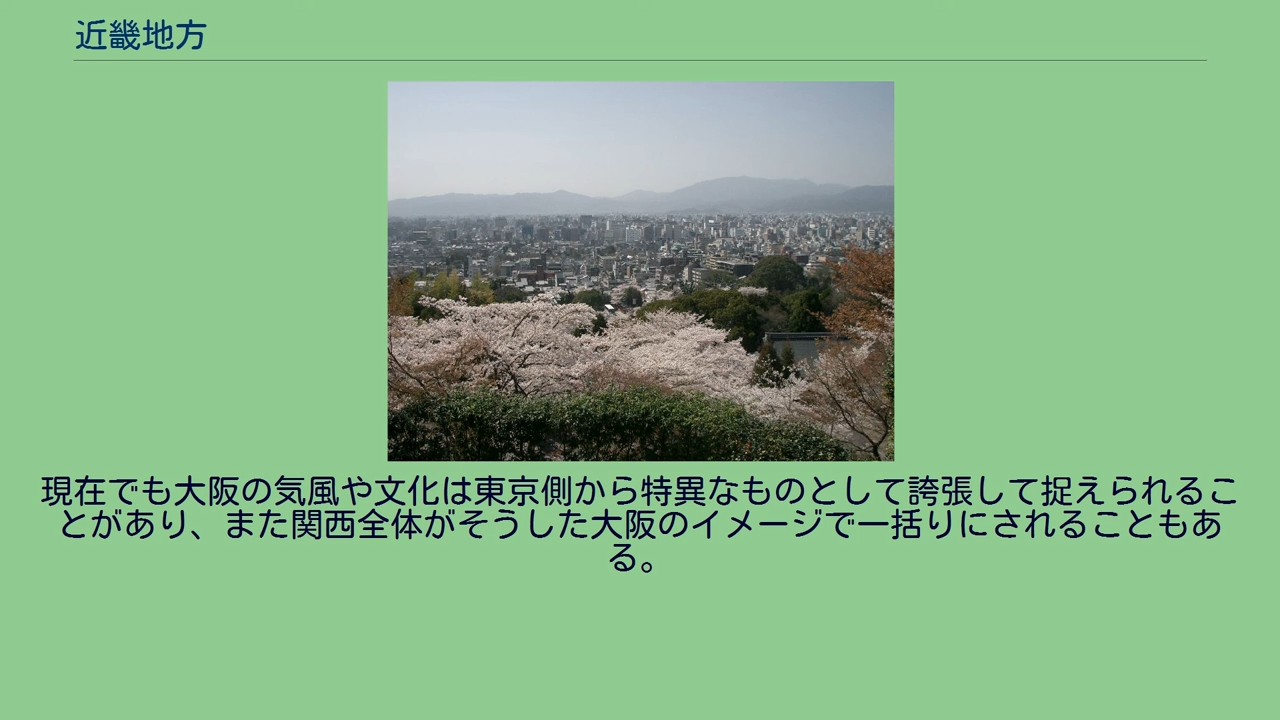 近畿地方
現在でも大阪の気風や文化は東京側から特異なものとして誇張して捉えられるこ
とがあり、また関西全体がそうした大阪のイメージで一括りにされることもあ
る。